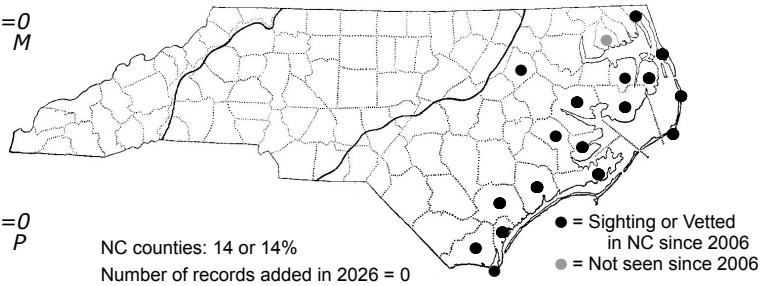 =0
M
=0
P
NC counties: 14 or 14%
Number of records added in 2026 = 0
= Sighting or Vetted
in NC since 2006
= Not seen since 2006